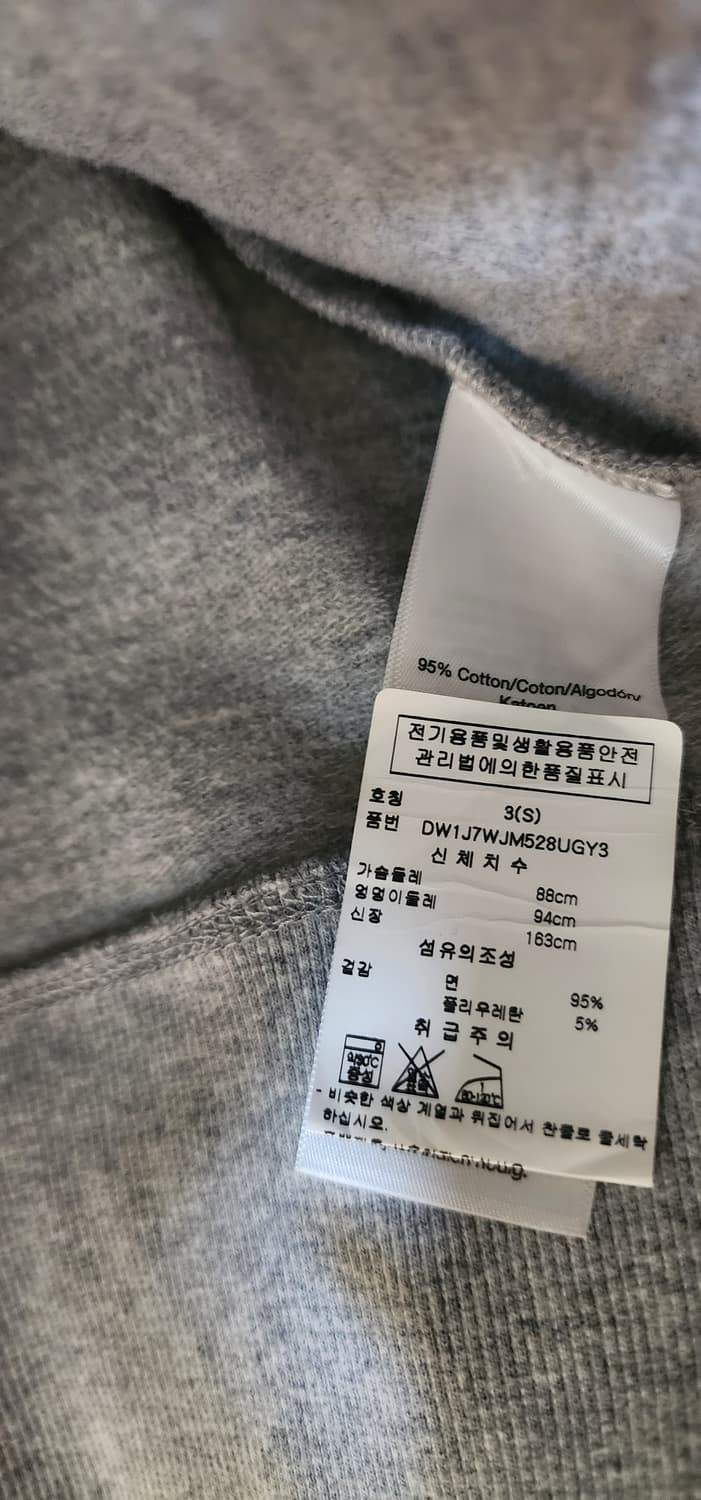 95% Cotton/Coton/Algodón/
Katoen
전기용품및생활용품안전
관리법에의한품질표시
호칭 3(S)
품번 DW1J7WJM528UGY3
신체치수
가슴둘레 88cm
엉덩이둘레 94cm
신장 163cm
섬유의조성
겉감 면 95%
폴리우레탄 5%
취급주의
중성
- 비슷한 색상 계열과 뒤집어서 찬물로 물세탁
하십시오.